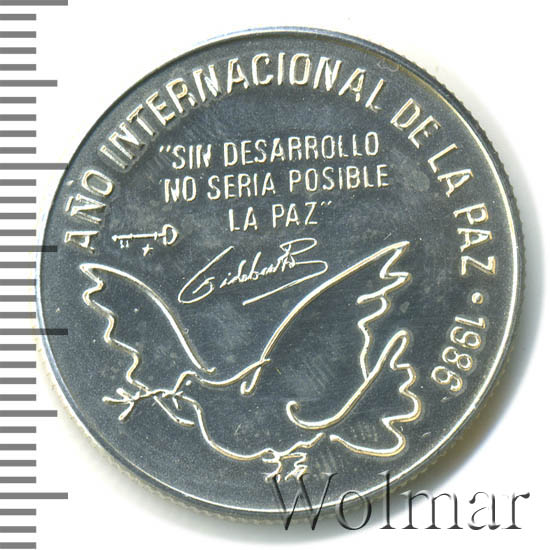 AÑO INTERNACIONAL DE LA PAZ • 1986
"SIN DESARROLLO
NO SERIA POSIBLE
LA PAZ"
Wolmar